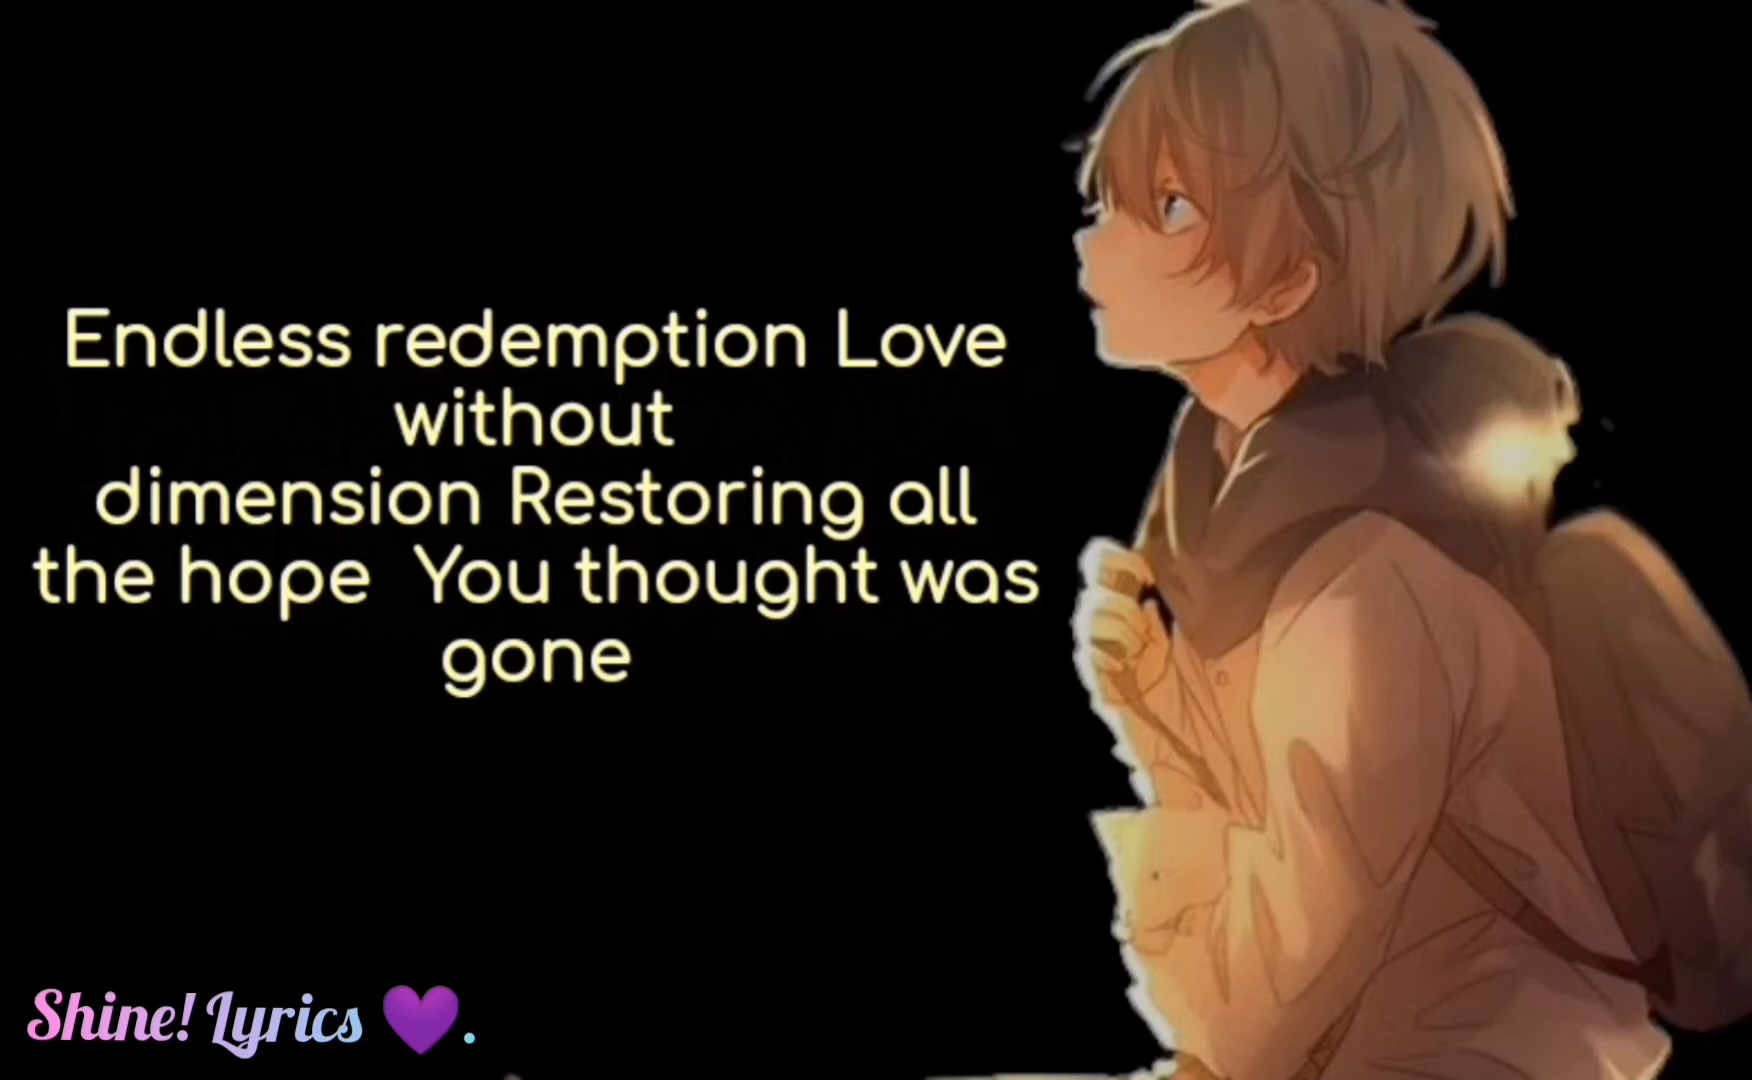 Endless redemption Love
without
dimension Restoring all
the hope  You thought was
gone
Shine! Lyrics 💜.